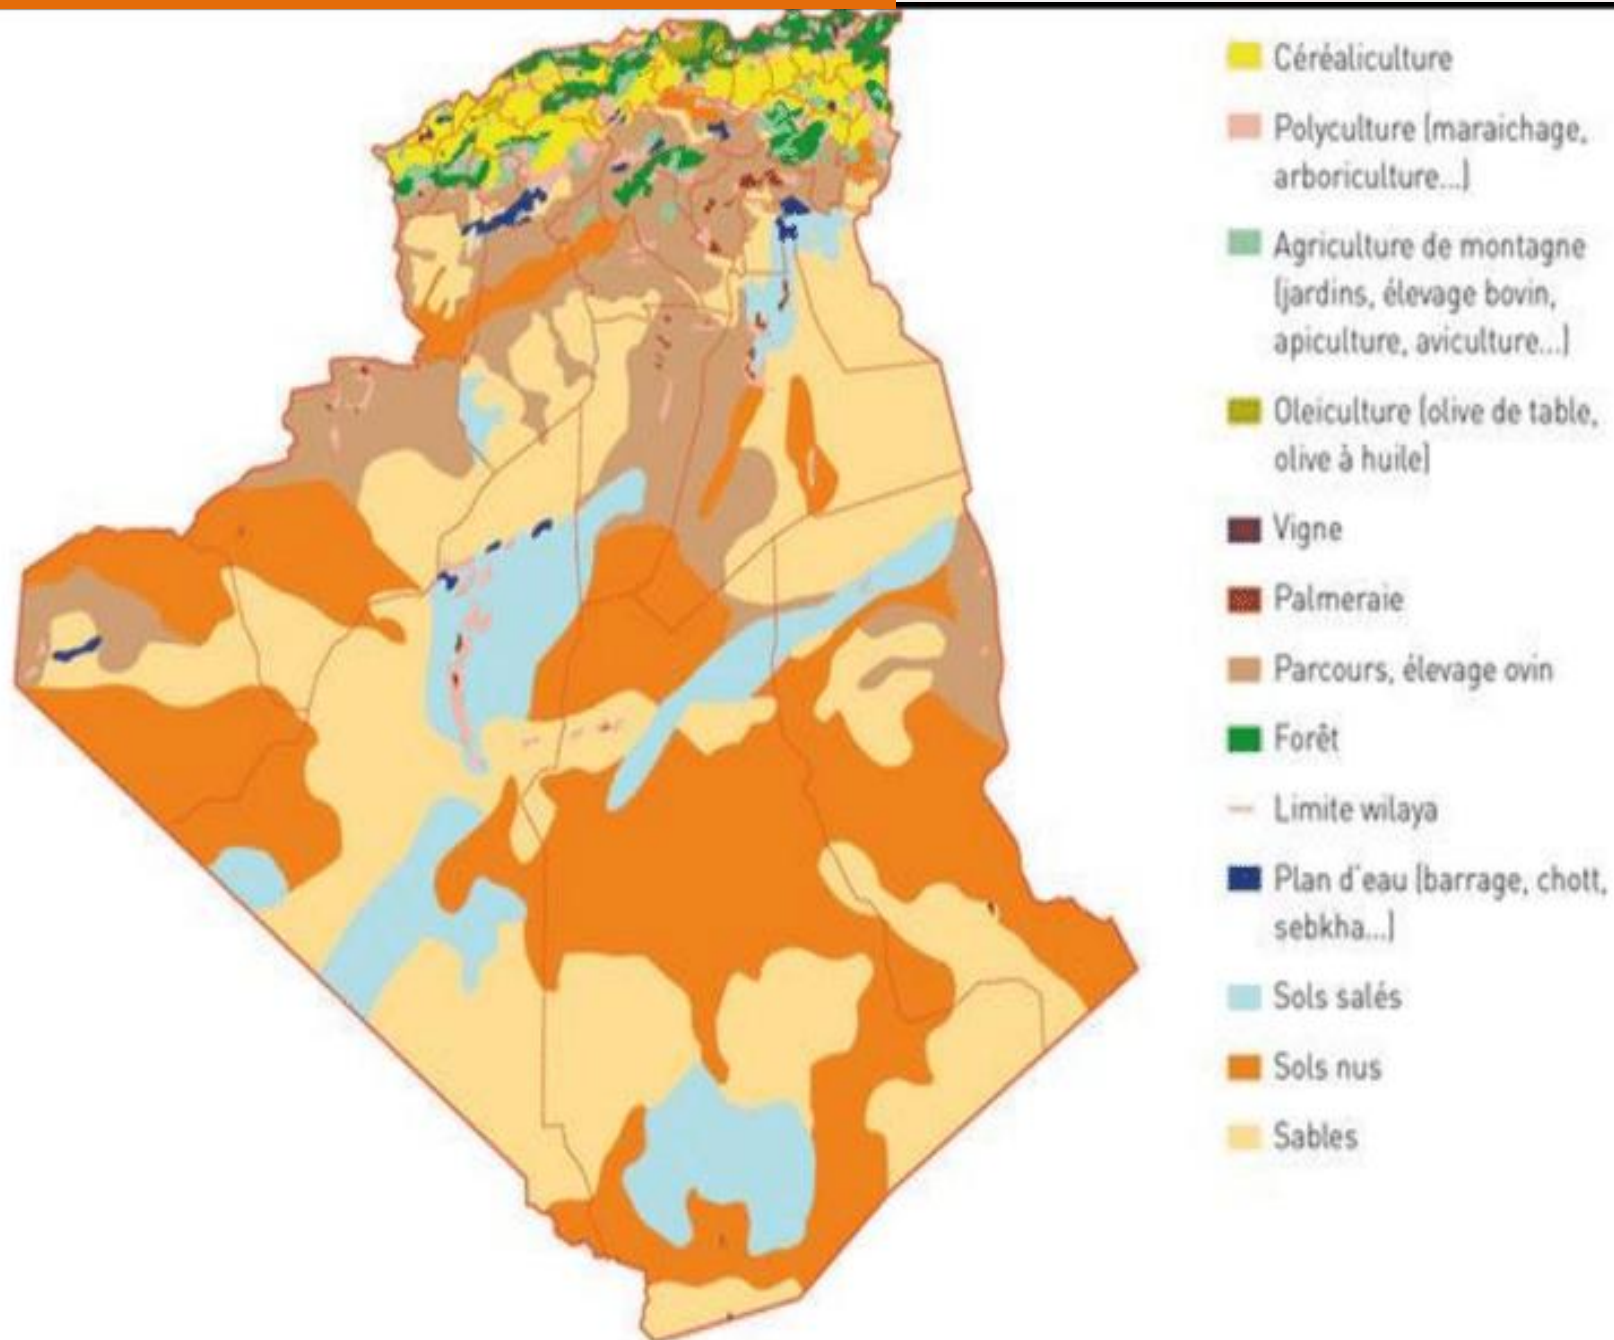 Céréaliculture
Polyculture (maraichage,
arboriculture...)
Agriculture de montagne
(jardins, élevage bovin,
apiculture, aviculture...)
Oleiculture (olive de table,
olive à huile)
Vigne
Palmeraie
Parcours, élevage ovin
Forêt
Limite wilaya
Plan d'eau (barrage, chott,
sebkha...)
Sols salés
Sols nus
Sables